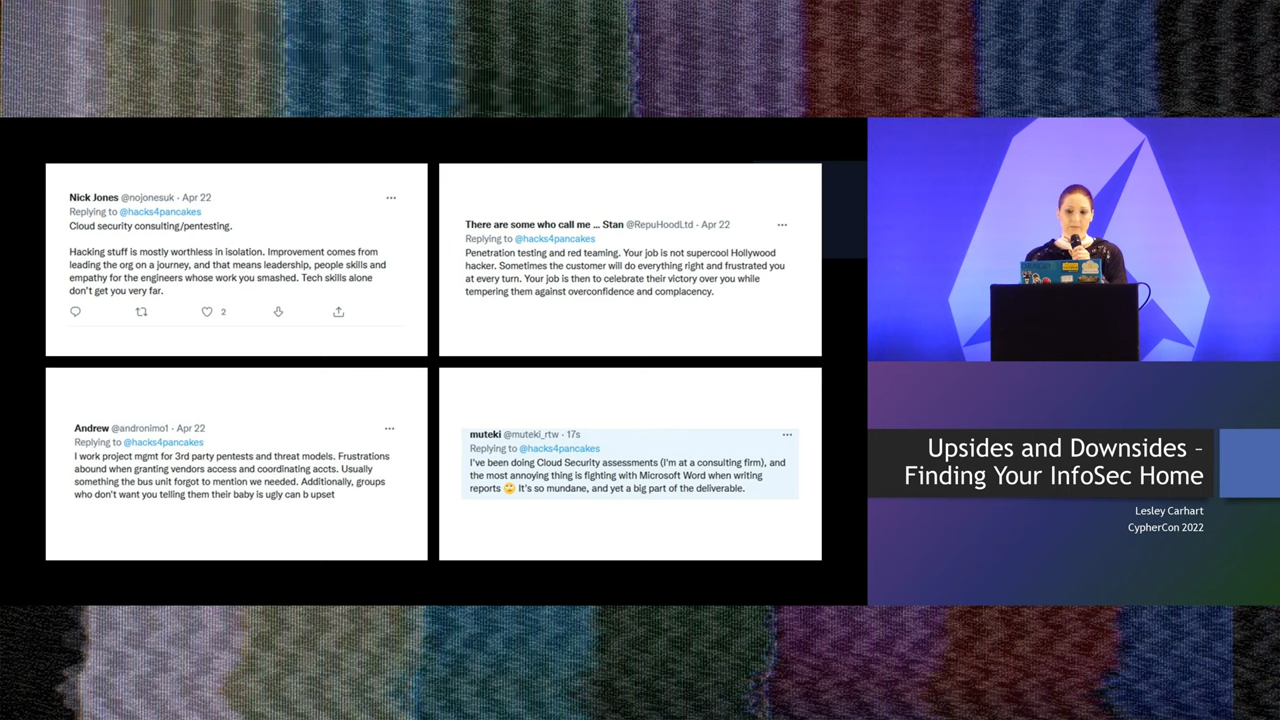 Nick Jones @nojonesuk · Apr 22
Replying to @hacks4pancakes
Cloud security consulting/pentesting.
Hacking stuff is mostly worthless in isolation. Improvement comes from
leading the org on a journey, and that means leadership, people skills and
empathy for the engineers whose work you smashed. Tech skills alone
don't get you very far.
2
There are some who call me ... Stan @RepuHoodLtd · Apr 22
Replying to @hacks4pancakes
Penetration testing and red teaming. Your job is not supercool Hollywood
hacker. Sometimes the customer will do everything right and frustrated you
at every turn. Your job is then to celebrate their victory over you while
tempering them against overconfidence and complacency.
Andrew @andronimo1 · Apr 22
Replying to @hacks4pancakes
I work project mgmt for 3rd party pentests and threat models. Frustrations
abound when granting vendors access and coordinating accts. Usually
something the bus unit forgot to mention we needed. Additionally, groups
who don't want you telling them their baby is ugly can b upset
muteki @muteki_rtw · 17s
Replying to @hacks4pancakes
I've been doing Cloud Security assessments (I'm at a consulting firm), and
the most annoying thing is fighting with Microsoft Word when writing
reports 🙄 It's so mundane, and yet a big part of the deliverable.
Upsides and Downsides –
Finding Your InfoSec Home
Lesley Carhart
CypherCon 2022